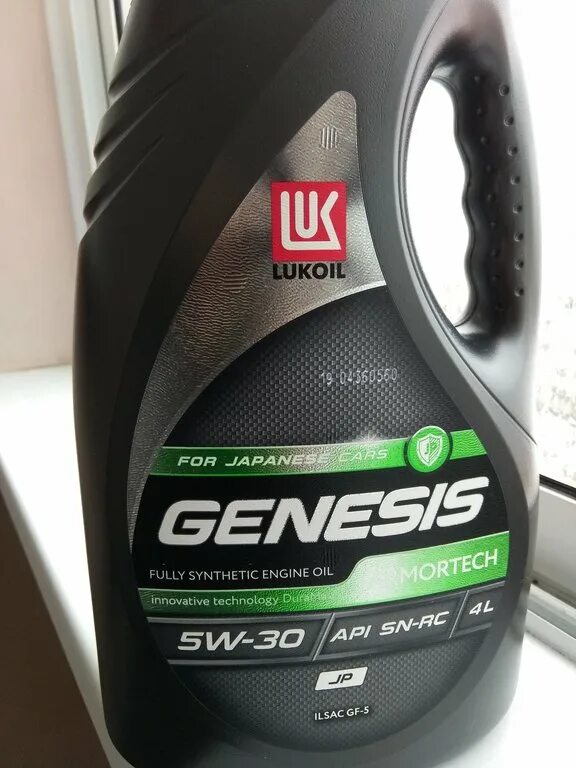 LUK
LUKOIL
19 04360560
FOR JAPANESE CARS
GENESIS
FULLY SYNTHETIC ENGINE OIL
MORTECH
innovative technology
5W-30 API SN-RC 4L
JP
ILSAC GF-5